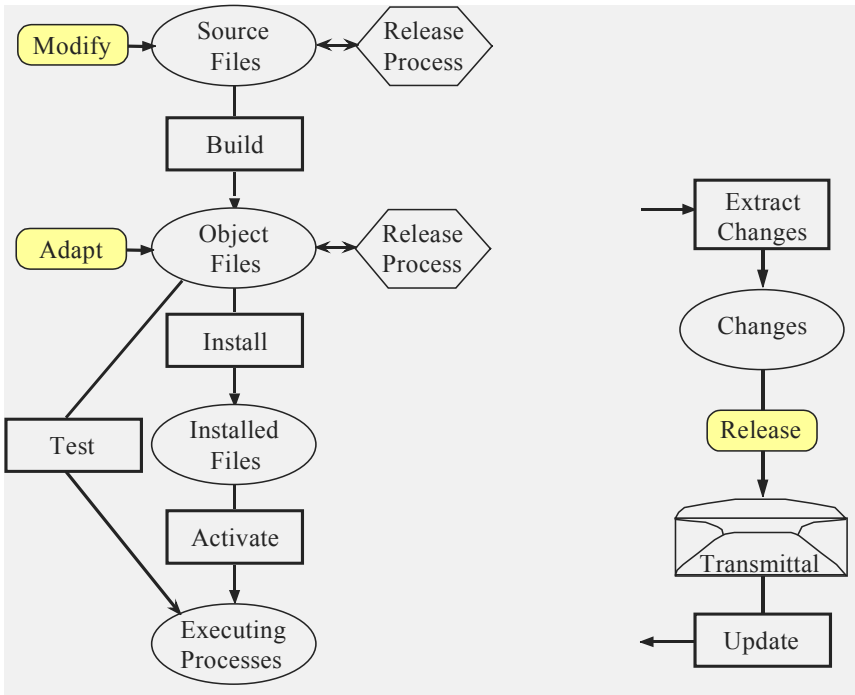 Modify
Source
Files
Release
Process
Build
Adapt
Object
Files
Release
Process
Install
Test
Installed
Files
Activate
Executing
Processes
Extract
Changes
Changes
Release
Transmittal
Update